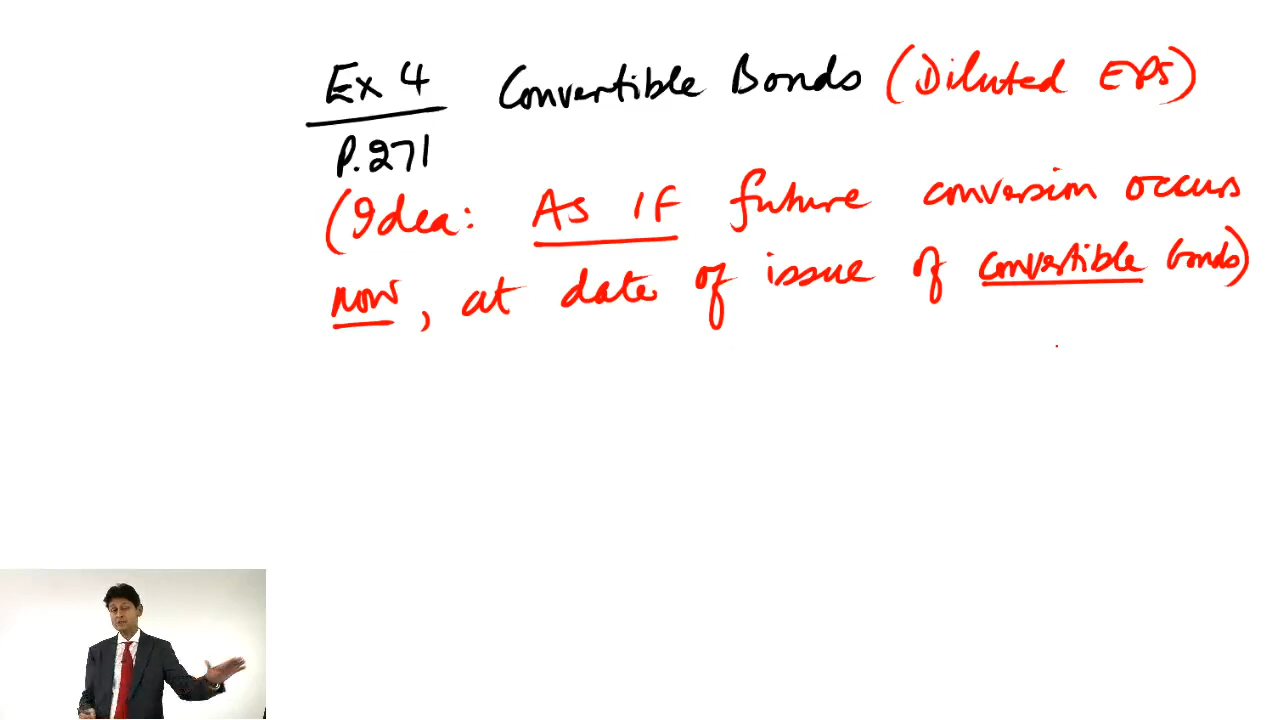 Ex 4 Convertible Bonds (Diluted EPS)
P.271
(Idea: As IF future conversion occurs
now, at date of issue of convertible bonds)